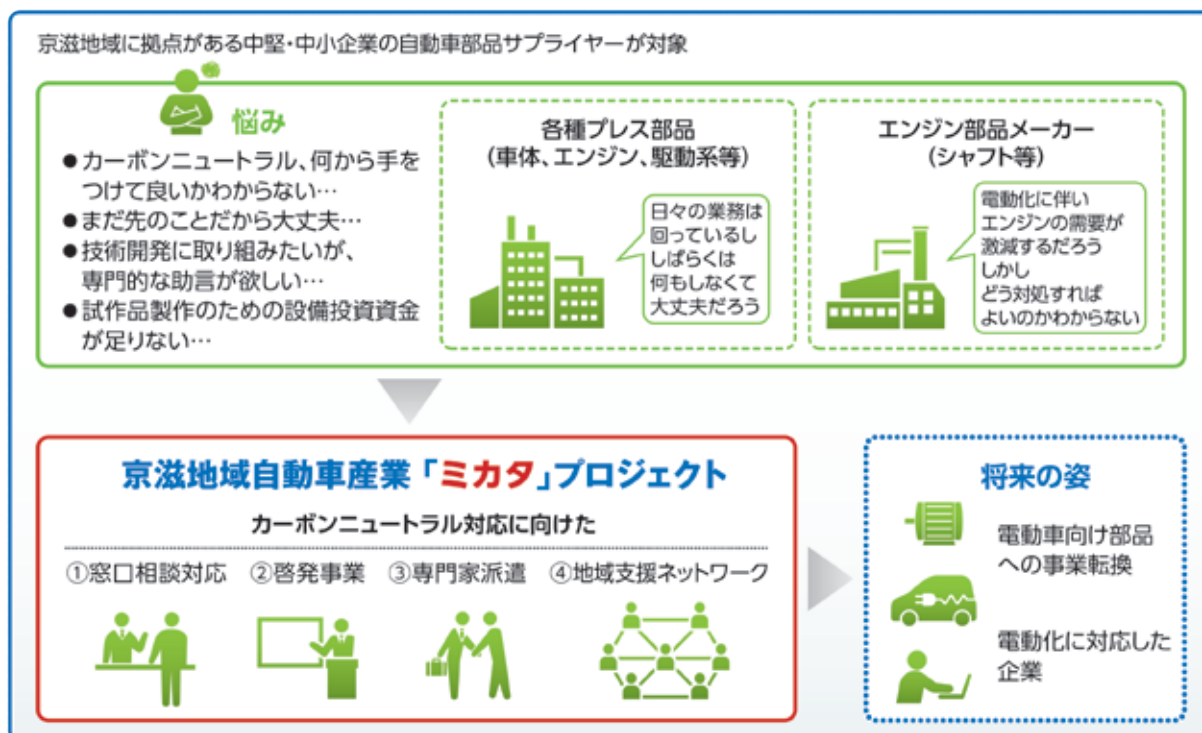 京滋地域に拠点がある中堅・中小企業の自動車部品サプライヤーが対象
悩み
●カーボンニュートラル、何から手を
つけて良いかわからない…
●まだ先のことだから大丈夫…
●技術開発に取り組みたいが、
専門的な助言が欲しい…
●試作品製作のための設備投資資金
が足りない…
各種プレス部品
(車体、エンジン、駆動系等)
日々の業務は
回っているし
しばらくは
何もしなくて
大丈夫だろう
エンジン部品メーカー
(シャフト等)
電動化に伴い
エンジンの需要が
激減するだろう
しかし
どう対処すれば
よいのかわからない
京滋地域自動車産業「ミカタ」プロジェクト
カーボンニュートラル対応に向けた
①窓口相談対応 ②啓発事業 ③専門家派遣 ④地域支援ネットワーク
将来の姿
電動車向け部品
への事業転換
電動化に対応した
企業